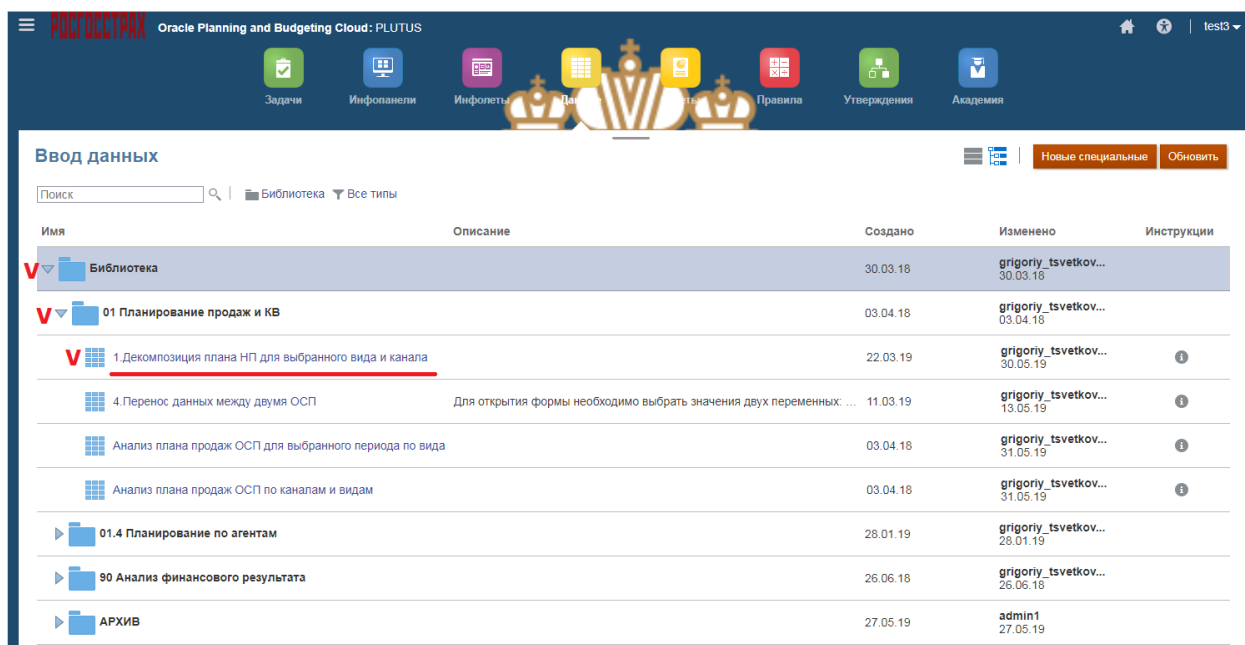 РОСГОССТРАХ Oracle Planning and Budgeting Cloud: PLUTUS test3
Задачи Инфопанели Инфолеты Правила Утверждения Академия
Ввод данных Новые специальные Обновить
Поиск Библиотека Все типы
Имя Описание Создано Изменено Инструкции
V Библиотека 30.03.18 grigoriy_tsvetkov...
30.03.18
V 01 Планирование продаж и КВ 03.04.18 grigoriy_tsvetkov...
03.04.18
V 1.Декомпозиция плана НП для выбранного вида и канала 22.03.19 grigoriy_tsvetkov...
30.05.19
4.Перенос данных между двумя ОСП Для открытия формы необходимо выбрать значения двух переменных: ... 11.03.19 grigoriy_tsvetkov...
13.05.19
Анализ плана продаж ОСП для выбранного периода по вида 03.04.18 grigoriy_tsvetkov...
31.05.19
Анализ плана продаж ОСП по каналам и видам 03.04.18 grigoriy_tsvetkov...
31.05.19
01.4 Планирование по агентам 28.01.19 grigoriy_tsvetkov...
28.01.19
90 Анализ финансового результата 26.06.18 grigoriy_tsvetkov...
26.06.18
АРХИВ 27.05.19 admin1
27.05.19